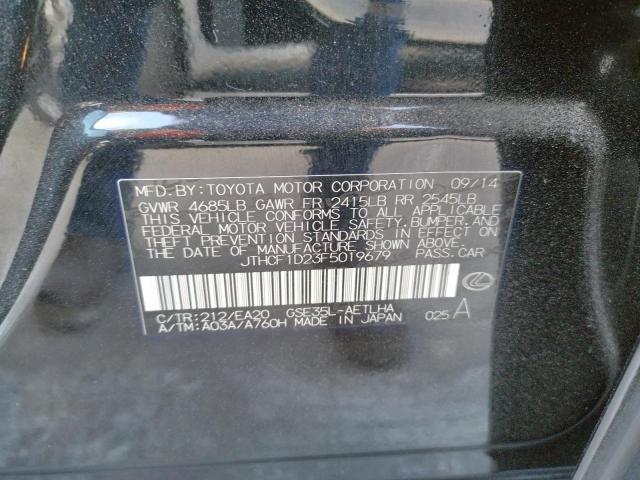 MFD.BY:TOYOTA MOTOR CORPORATION 09/14
GVWR 4685LB GAWR FR 2415LB RR 2545LB
THIS VEHICLE CONFORMS TO ALL APPLICABLE
FEDERAL MOTOR VEHICLE SAFETY, BUMPER, AND
THEFT PREVENTION STANDARDS IN EFFECT ON
THE DATE OF MANUFACTURE SHOWN ABOVE.
JTHCF1D23F5019679 PASS.CAR
C/TR:212/EA20 GSE35L-AETLHA
A/TM:A03A/A760H MADE IN JAPAN 025 A